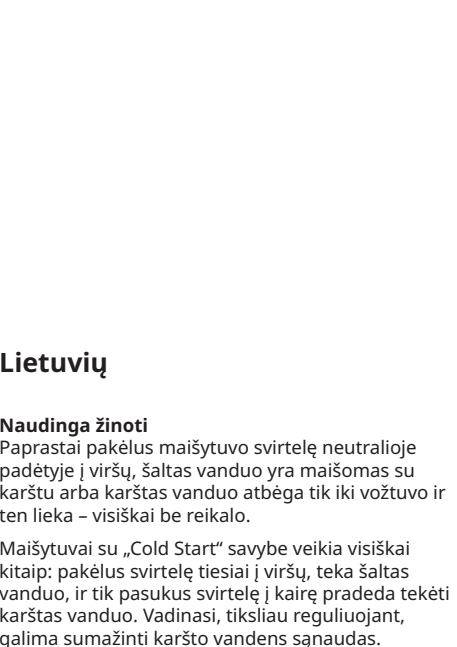 Lietuvių
Naudinga žinoti
Paprastai pakėlus maišytuvo svirtelę neutralioje
padėtyje į viršų, šaltas vanduo yra maišomas su
karštu arba karštas vanduo atbėga tik iki vožtuvo ir
ten lieka – visiškai be reikalo.
Maišytuvai su „Cold Start“ savybe veikia visiškai
kitaip: pakėlus svirtelę tiesiai į viršų, teka šaltas
vanduo, ir tik pasukus svirtelę į kairę pradeda tekėti
karštas vanduo. Vadinasi, tiksliau reguliuojant,
galima sumažinti karšto vandens sąnaudas.